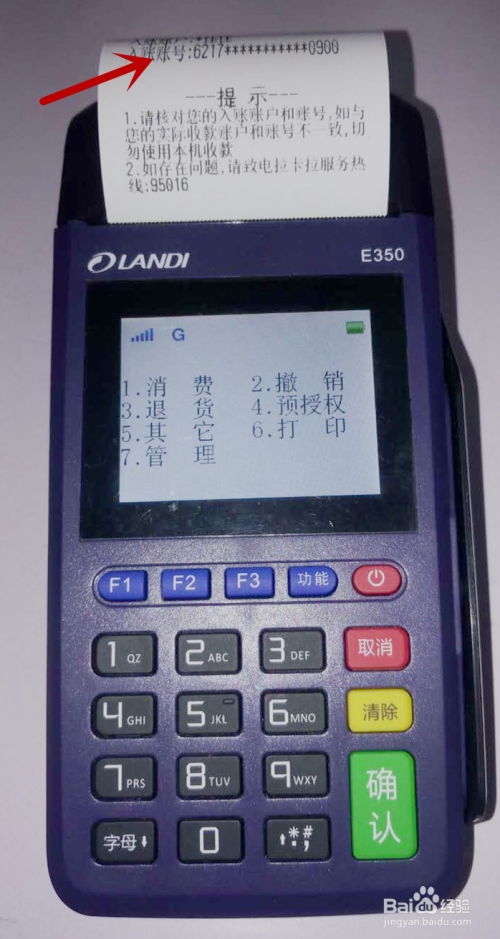 入账账户:*
入账账号:6217***********0900
---提 示---
1.请核对您的入账账户和账号,如与
您的实际收款账户和账号不一致,切
勿使用本机收款
2.如存在问题,请致电拉卡拉服务热
线:95016
LANDI E350
G
1.消 费 2.撤 销
3.退 货 4.预授权
5.其 它 6.打 印
7.管 理
F1 F2 F3 功能
1 QZ 2 ABC 3 DEF 取消
4 GHI 5 JKL 6 MNO 清除
7 PRS 8 TUV 9 WXY 确认
字母↓ 0 ↑*#.,
Baidu 经验
jingyan.baidu.com